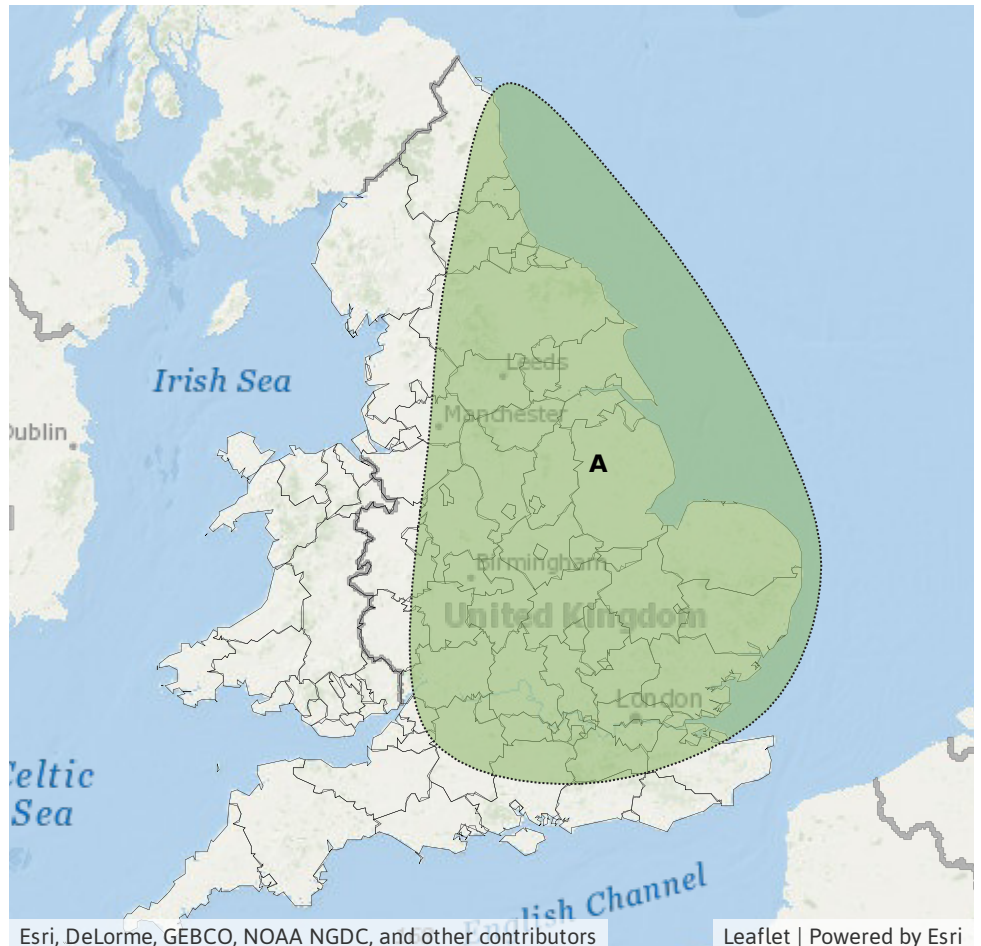 Leeds
Irish Sea
Manchester
Dublin
A
Birmingham
United Kingdom
London
Celtic
Sea
English Channel
Esri, DeLorme, GEBCO, NOAA NGDC, and other contributors
Leaflet | Powered by Esri